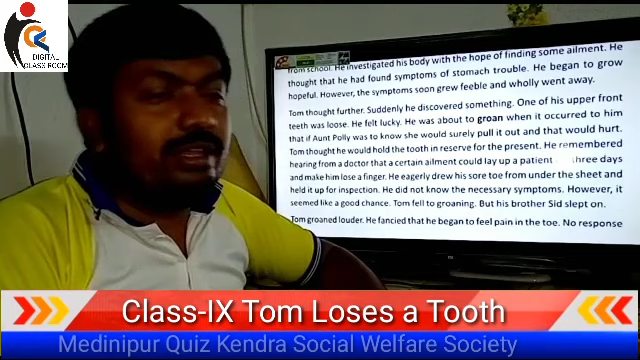 DIGITAL
CLASS ROOM
from school. He investigated his body with the hope of finding some ailment. He
thought that he had found symptoms of stomach trouble. He began to grow
hopeful. However, the symptoms soon grew feeble and wholly went away.
Tom thought further. Suddenly he discovered something. One of his upper front
teeth was loose. He felt lucky. He was about to groan when it occurred to him
that if Aunt Polly was to know she would surely pull it out and that would hurt.
Tom thought he would hold the tooth in reserve for the present. He remembered
hearing from a doctor that a certain ailment could lay up a patient three days
and make him lose a finger. He eagerly drew his sore toe from under the sheet and
held it up for inspection. He did not know the necessary symptoms. However, it
seemed like a good chance. Tom fell to groaning. But his brother Sid slept on.
Tom groaned louder. He fancied that he began to feel pain in the toe. No response
Class-IX Tom Loses a Tooth
Medinipur Quiz Kendra Social Welfare Society